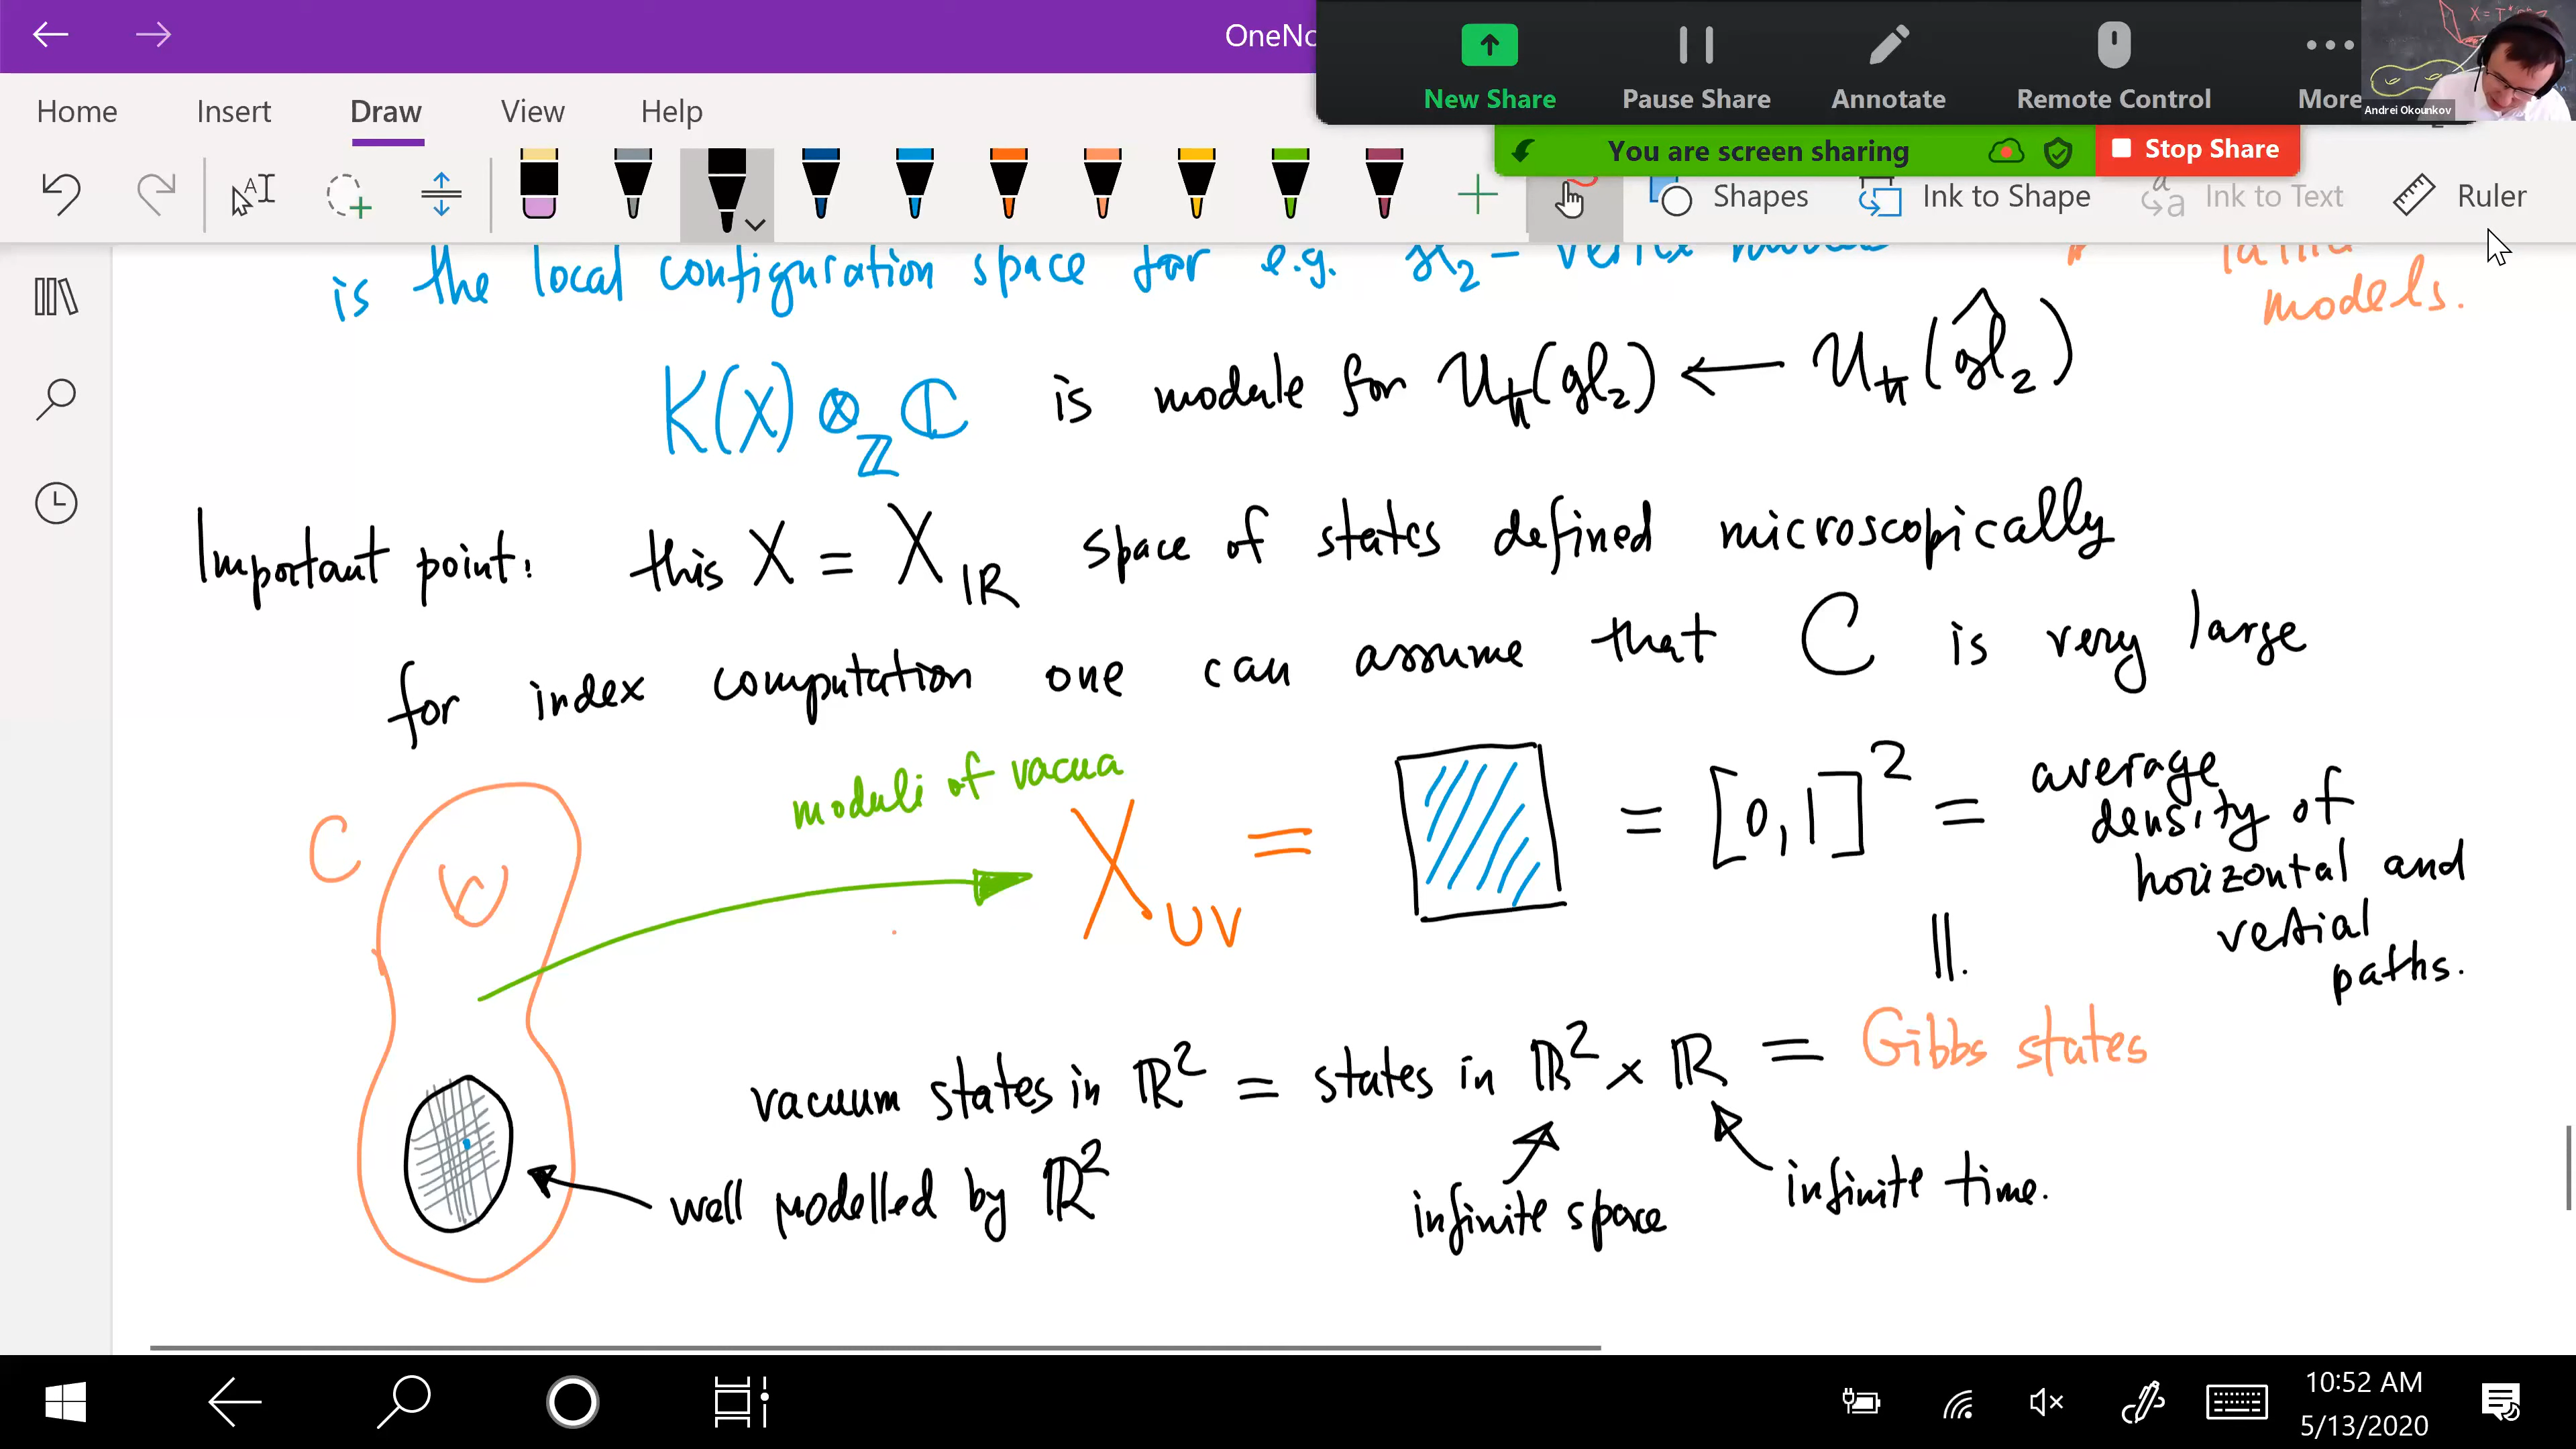 OneNo
New Share
Pause Share
Annotate
Remote Control
More
Andrei Okounkov
Home Insert Draw View Help
You are screen sharing
Stop Share
Shapes
Ink to Shape
Ink to Text
Ruler
is the local configuration space for e.g. gl₂ - vertex
models.
K(X) ⊗_ℤ ℂ is module for U_ħ(gl₂) ← U_ħ(ĝl₂)
Important point: this X = X_IR space of states defined microscopically
for index computation one can assume that C is very large
moduli of vacua
C
X_UV = = [0,1]² = average
density of
horizontal and
vertial
paths.
||.
vacuum states in ℝ² = states in ℝ² × ℝ = Gibbs states
well modelled by ℝ²
infinite space
infinite time.
10:52 AM
5/13/2020